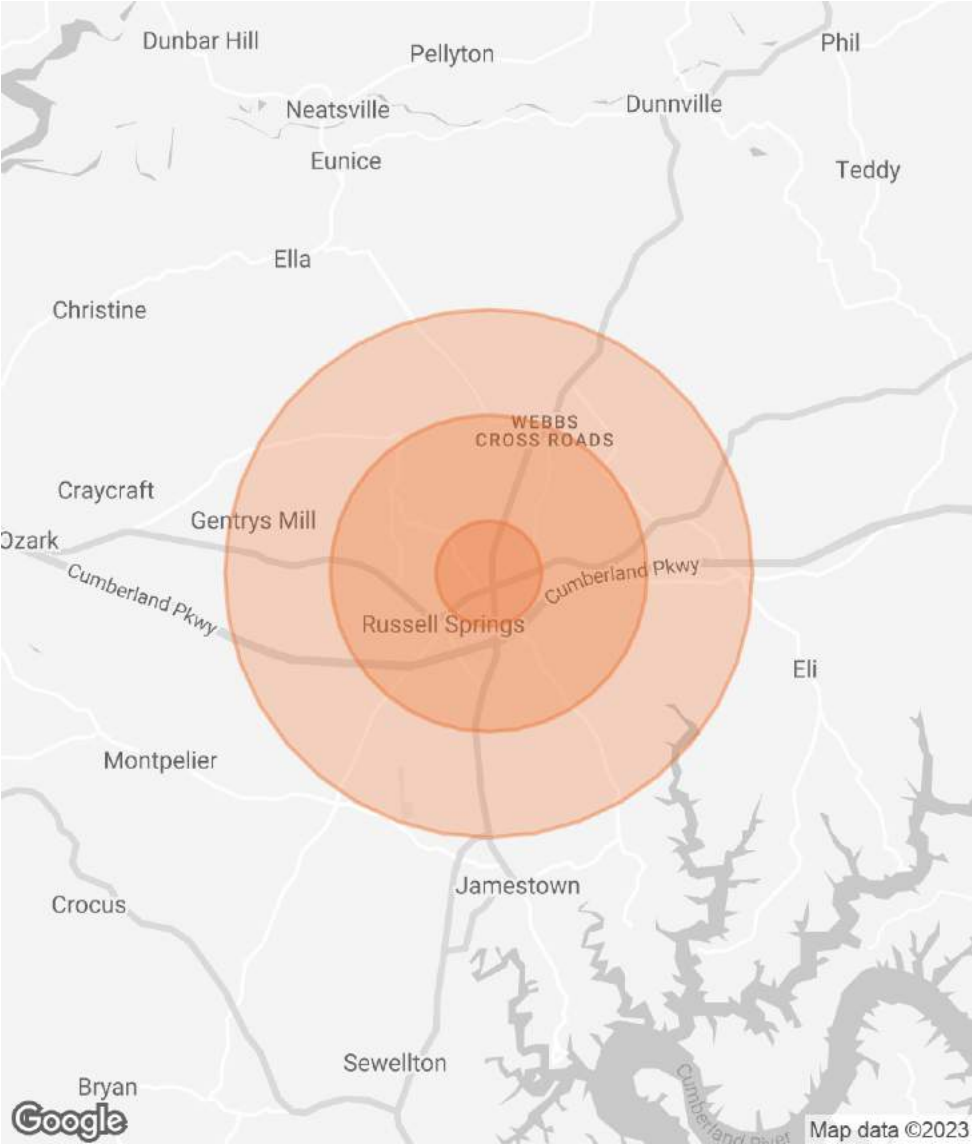 Dunbar Hill
Pellyton
Phil
Neatsville
Dunnville
Eunice
Teddy
Ella
Christine
WEBBS
CROSS ROADS
Craycraft
Gentrys Mill
Ozark
Cumberland Pkwy
Cumberland Pkwy
Russell Springs
Eli
Montpelier
Jamestown
Crocus
Sewellton
Bryan
Cumberland River
Google
Map data ©2023